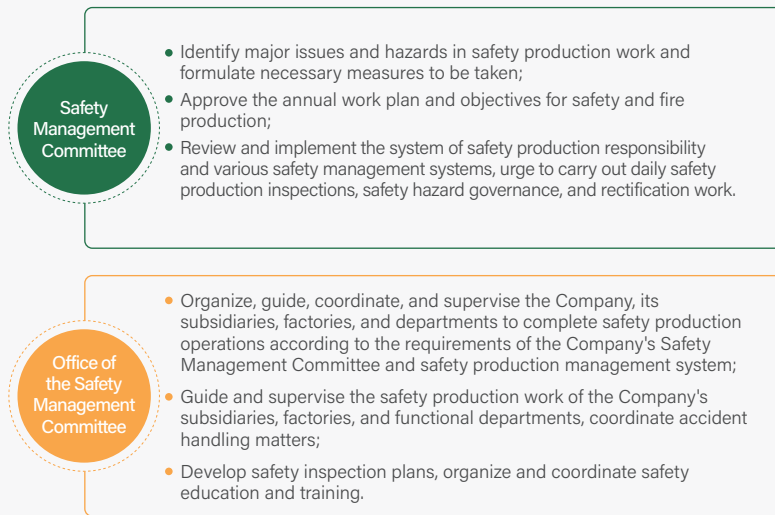 Safety
Management
Committee
Identify major issues and hazards in safety production work and
formulate necessary measures to be taken;
Approve the annual work plan and objectives for safety and fire
production;
Review and implement the system of safety production responsibility
and various safety management systems, urge to carry out daily safety
production inspections, safety hazard governance, and rectification work.
Office of
the Safety
Management
Committee
Organize, guide, coordinate, and supervise the Company, its
subsidiaries, factories, and departments to complete safety production
operations according to the requirements of the Company's Safety
Management Committee and safety production management system;
Guide and supervise the safety production work of the Company's
subsidiaries, factories, and functional departments, coordinate accident
handling matters;
Develop safety inspection plans, organize and coordinate safety
education and training.